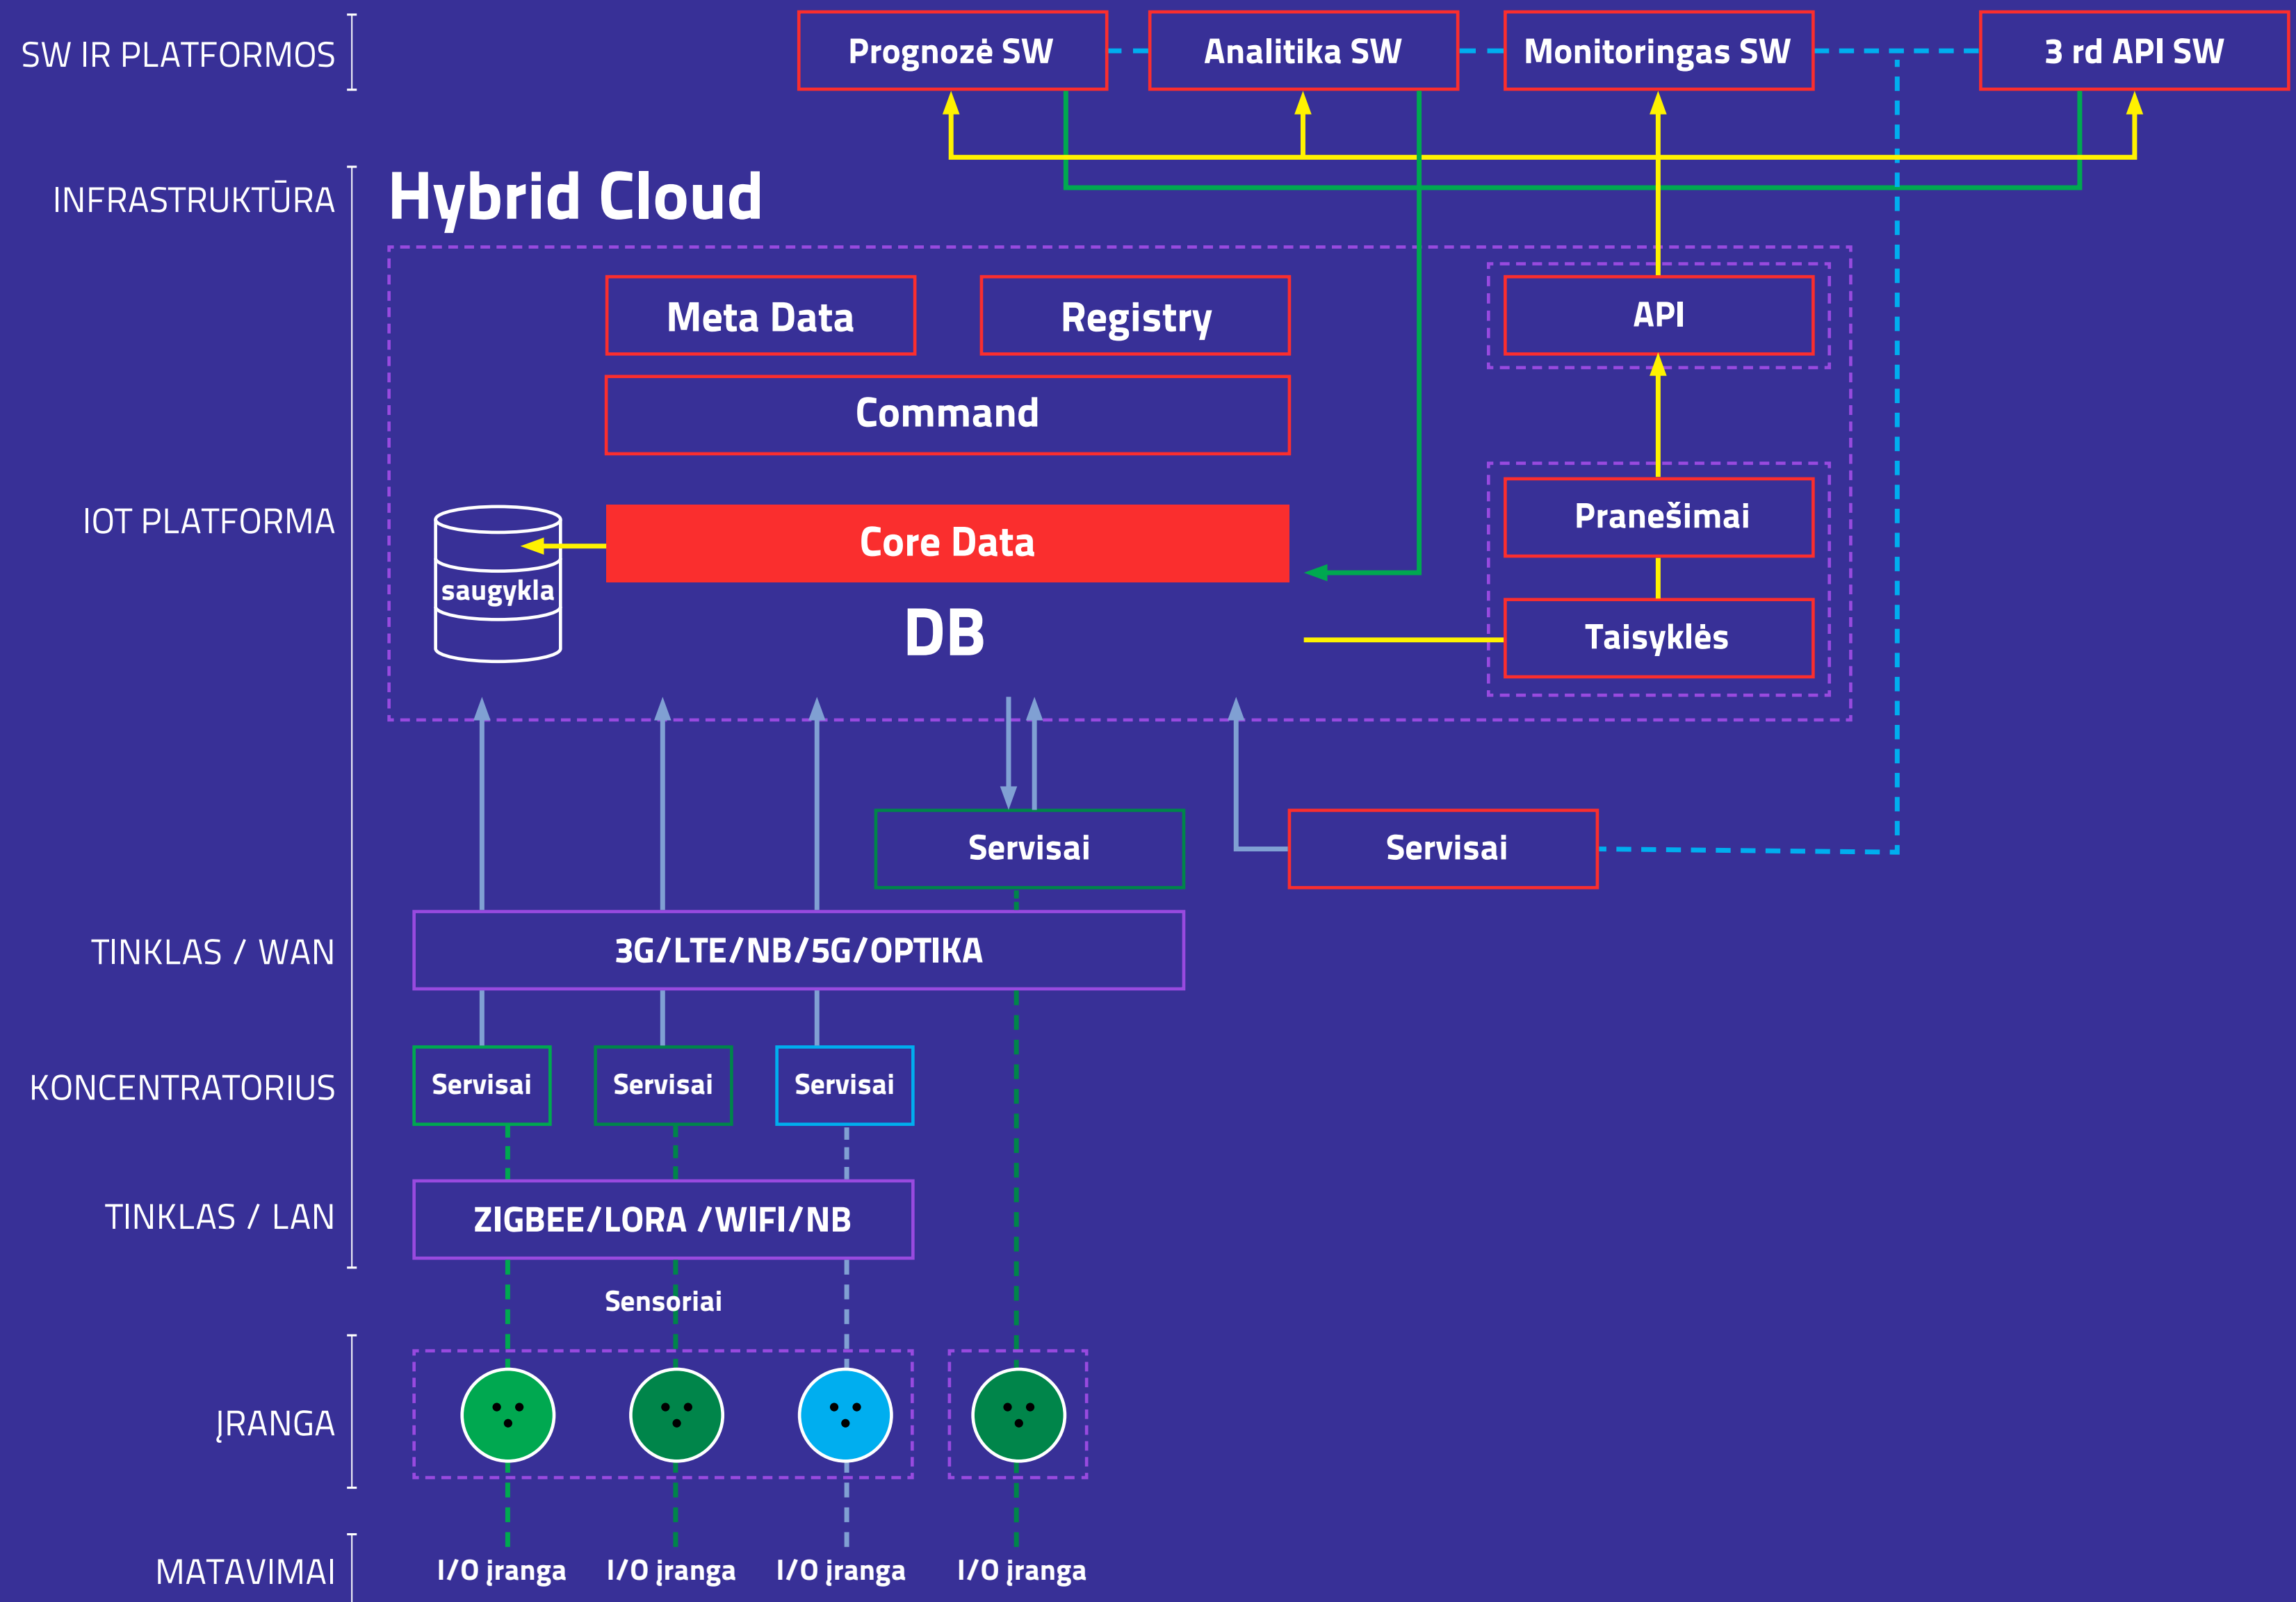 SW IR PLATFORMOS
Prognozė SW
Analitika SW
Monitoringas SW
3 rd API SW
INFRASTRUKTŪRA
Hybrid Cloud
Meta Data
Registry
API
Command
IOT PLATFORMA
Pranešimai
Core Data
saugykla
DB
Taisyklės
Servisai
Servisai
TINKLAS / WAN
3G/LTE/NB/5G/OPTIKA
KONCENTRATORIUS
Servisai
Servisai
Servisai
TINKLAS / LAN
ZIGBEE/LORA /WIFI/NB
Sensoriai
ĮRANGA
MATAVIMAI
I/O įranga
I/O įranga
I/O įranga
I/O įranga